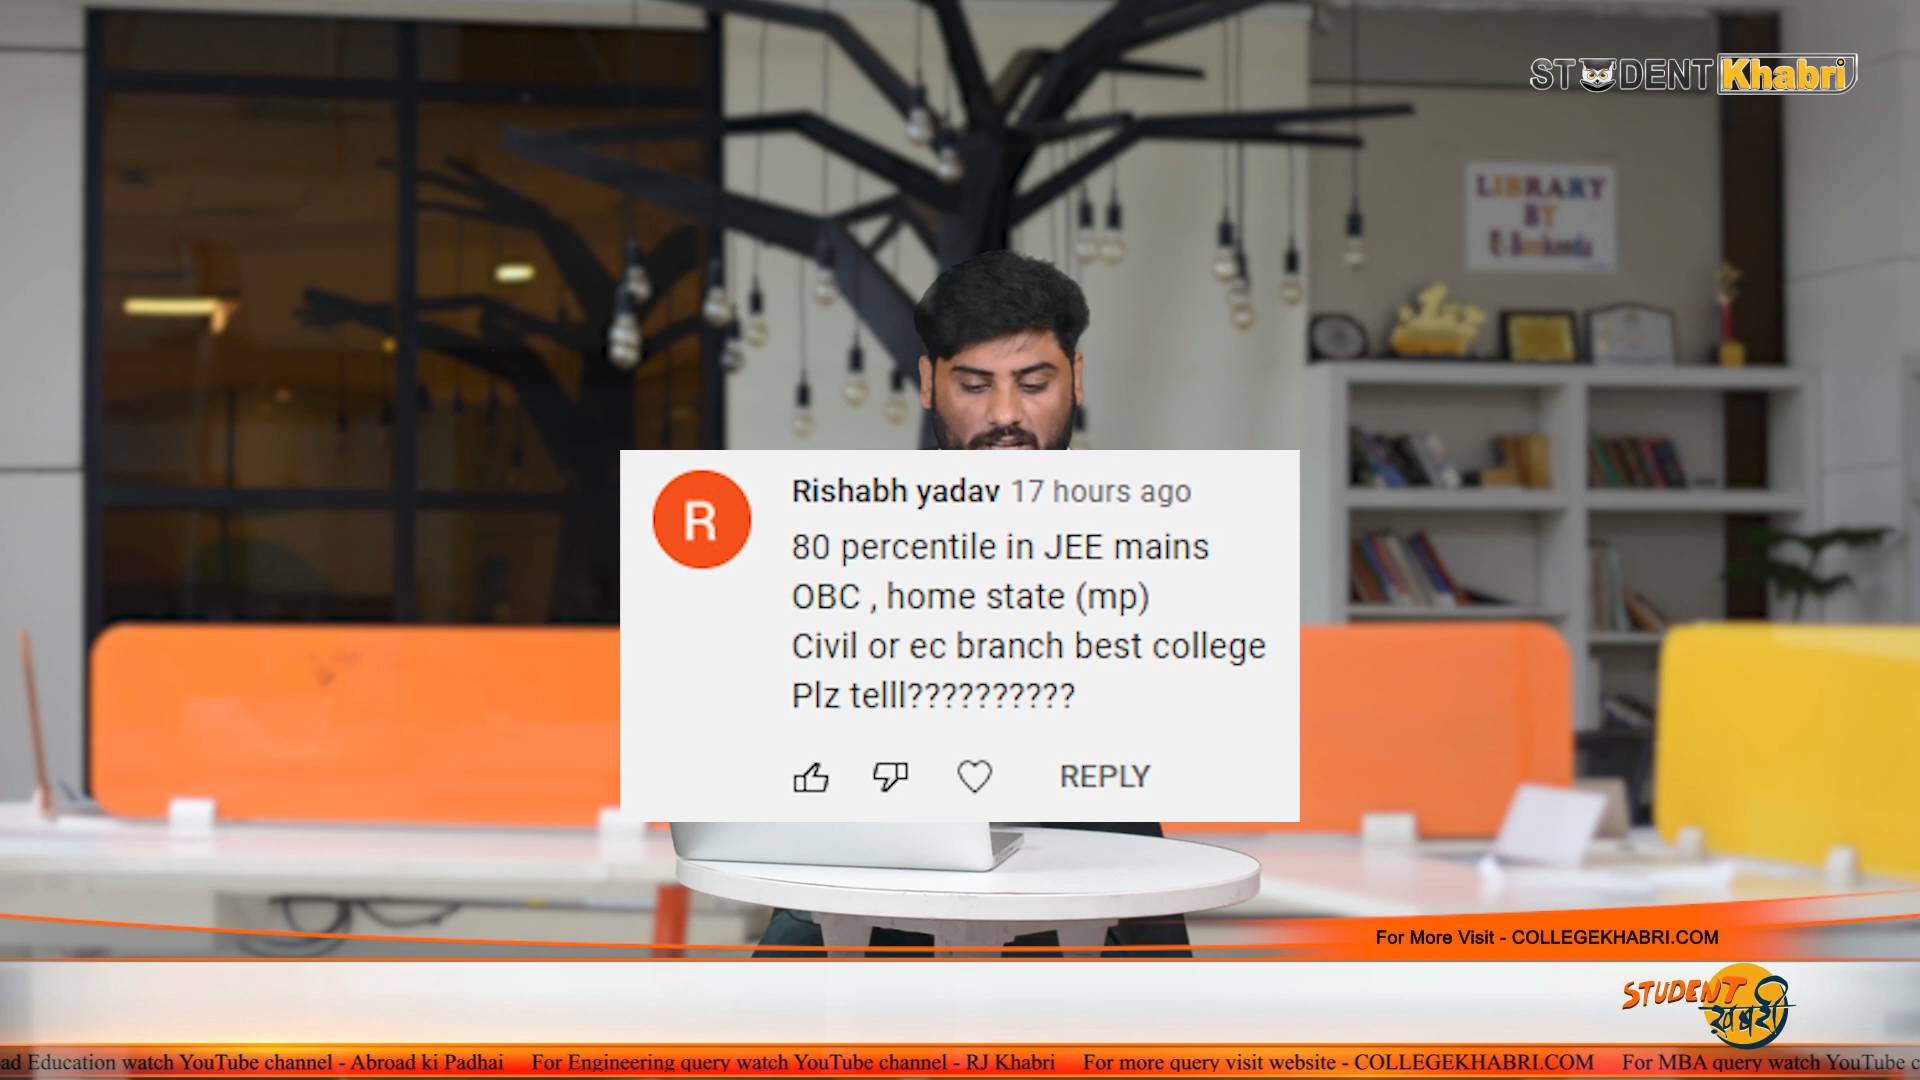 STUDENT Khabri
LIBRARY
BY
Rishabh yadav 17 hours ago
R
80 percentile in JEE mains
OBC , home state (mp)
Civil or ec branch best college
Plz telll??????????
REPLY
For More Visit - COLLEGEKHABRI.COM
STUDENT
ख़बरी
ad Education watch YouTube channel - Abroad ki Padhai For Engineering query watch YouTube channel - RJ Khabri For more query visit website - COLLEGEKHABRI.COM For MBA query watch YouTube c